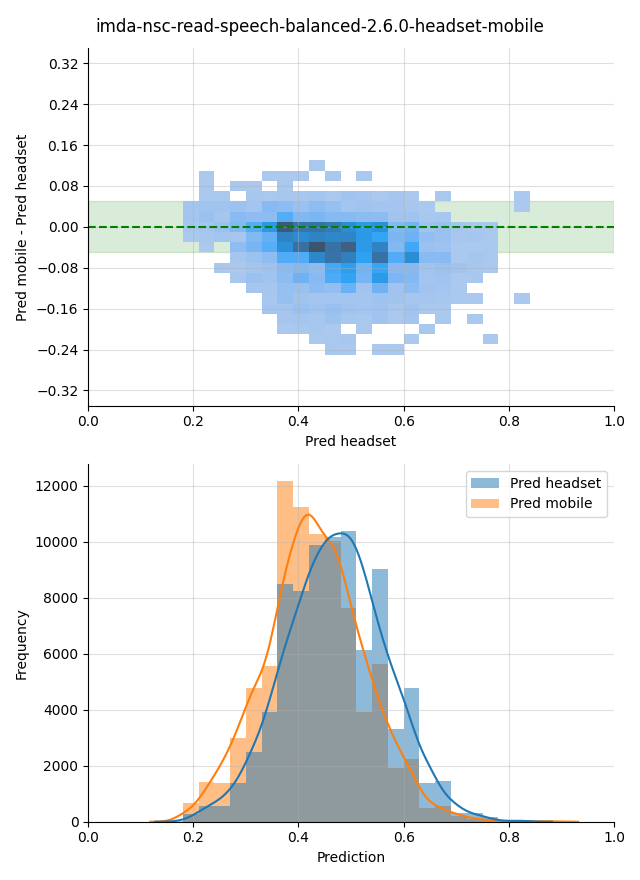 imda-nsc-read-speech-balanced-2.6.0-headset-mobile
0.32
0.24
0.16
0.08
0.00
−0.08
−0.16
−0.24
−0.32
Pred mobile - Pred headset
0.0 0.2 0.4 0.6 0.8 1.0
Pred headset
Pred headset
Pred mobile
12000
10000
8000
6000
4000
2000
0
Frequency
0.0 0.2 0.4 0.6 0.8 1.0
Prediction